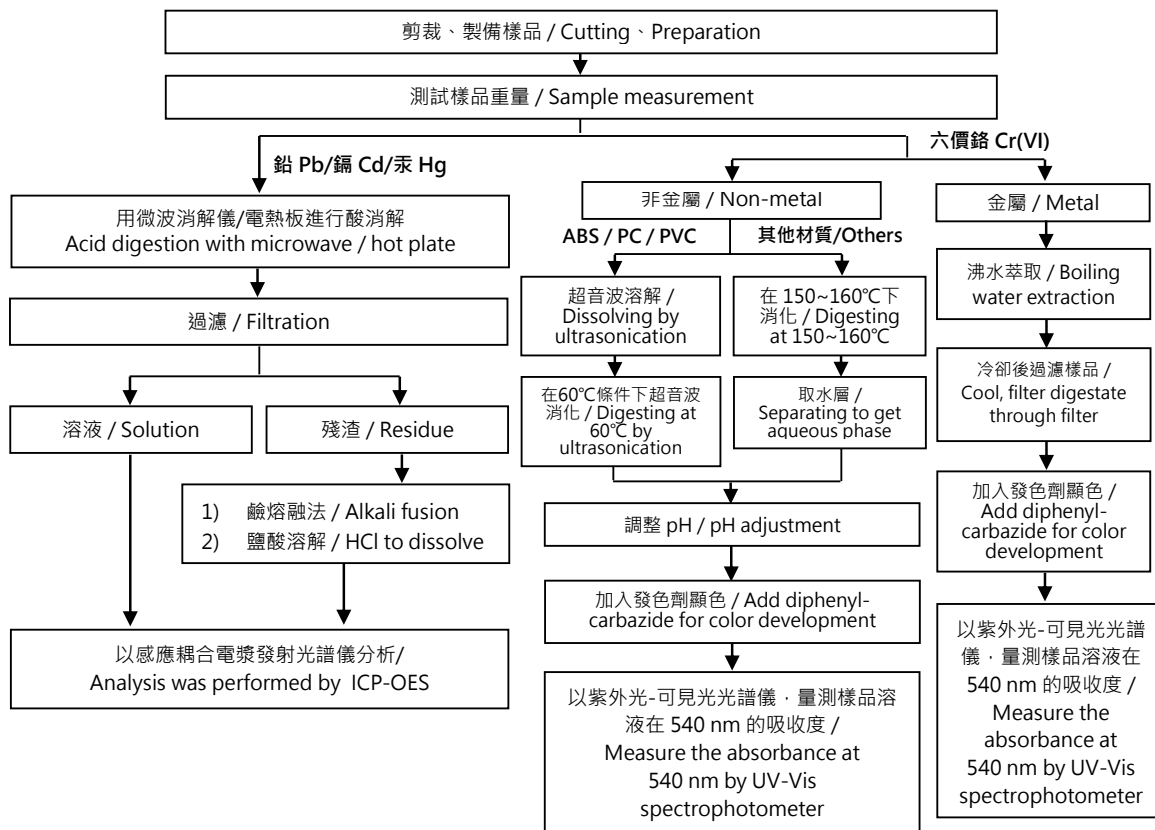 剪裁、製備樣品 / Cutting、Preparation
測試樣品重量 / Sample measurement
鉛 Pb/鎘 Cd/汞 Hg
六價鉻 Cr(VI)
用微波消解儀/電熱板進行酸消解
Acid digestion with microwave / hot plate
過濾 / Filtration
溶液 / Solution
殘渣 / Residue
1) 鹼熔融法 / Alkali fusion
2) 鹽酸溶解 / HCl to dissolve
以感應耦合電漿發射光譜儀分析/
Analysis was performed by ICP-OES
非金屬 / Non-metal
ABS / PC / PVC
其他材質/Others
超音波溶解 /
Dissolving by
ultrasonication
在 150~160℃下
消化 / Digesting
at 150~160℃
在60℃條件下超音波
消化 / Digesting at
60℃ by
ultrasonication
取水層 /
Separating to get
aqueous phase
調整 pH / pH adjustment
加入發色劑顯色 / Add diphenyl-
carbazide for color development
以紫外光-可見光光譜儀，量測樣品溶
液在 540 nm 的吸收度 /
Measure the absorbance at
540 nm by UV-Vis
spectrophotometer
金屬 / Metal
沸水萃取 / Boiling
water extraction
冷卻後過濾樣品 /
Cool, filter digestate
through filter
加入發色劑顯色 /
Add diphenyl-
carbazide for color
development
以紫外光-可見光光譜
儀，量測樣品溶液在
540 nm 的吸收度 /
Measure the
absorbance at
540 nm by UV-Vis
spectrophotometer